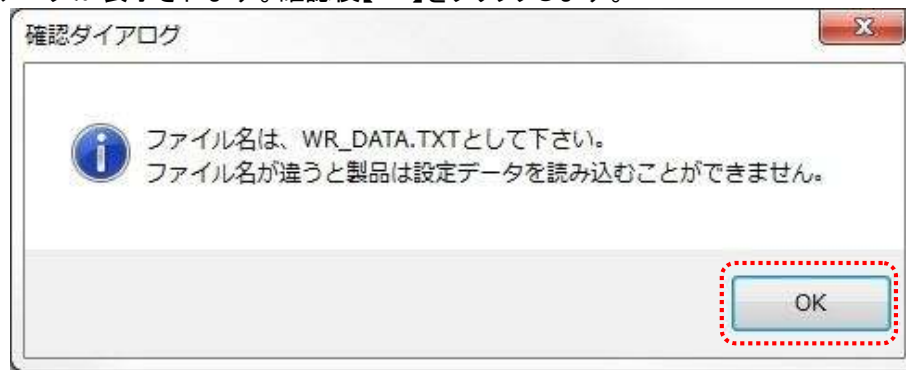 確認ダイアログ
ファイル名は、WR_DATA.TXTとして下さい。
ファイル名が違うと製品は設定データを読み込むことができません。
OK